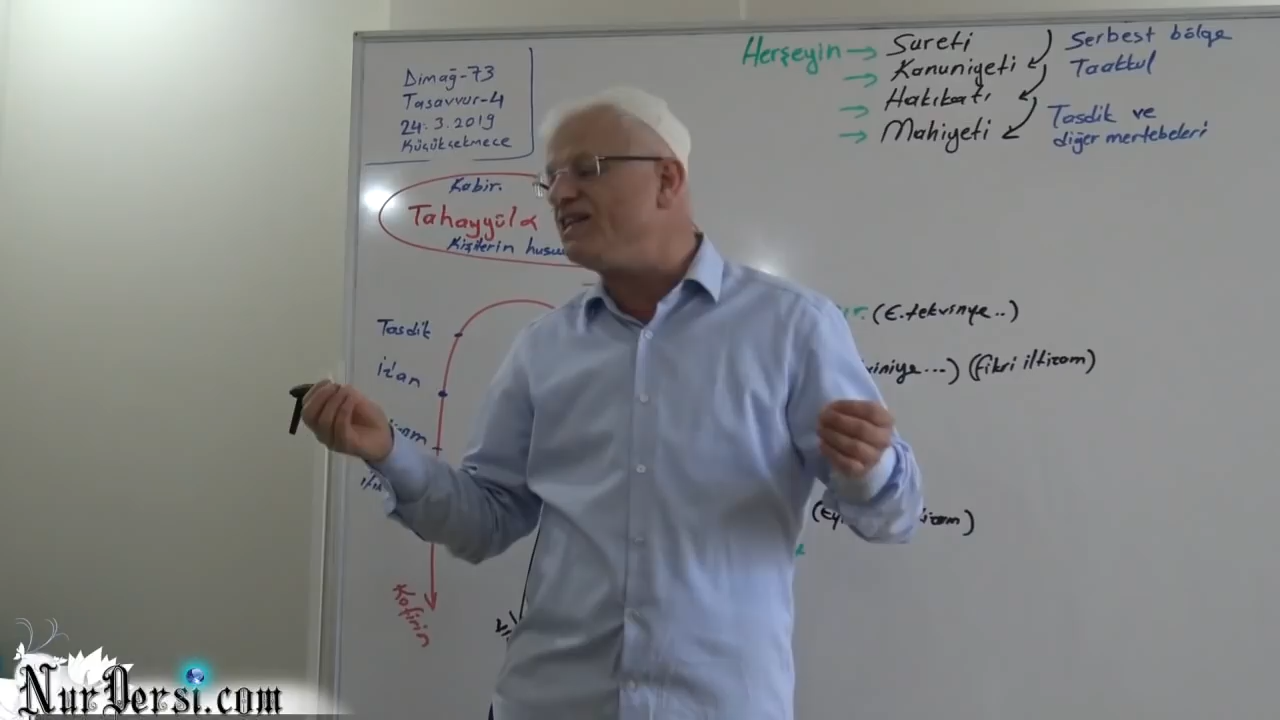 Dimağ-73
Tasavvur-4
24.3.2019
Küçükçekmece
Herşeyin → Sureti
→ Kanuniyeti
→ Hakikatı
→ Mahiyeti
Serbest bölge
Taakkul
Tasdik ve
diğer mertebeleri
Kabir.
Tahayyül
Kişilerin
Tasdik
İz'an
(E.tekvinye..)
...) (fikri iltizam)
Kafirin
NurDersi.com